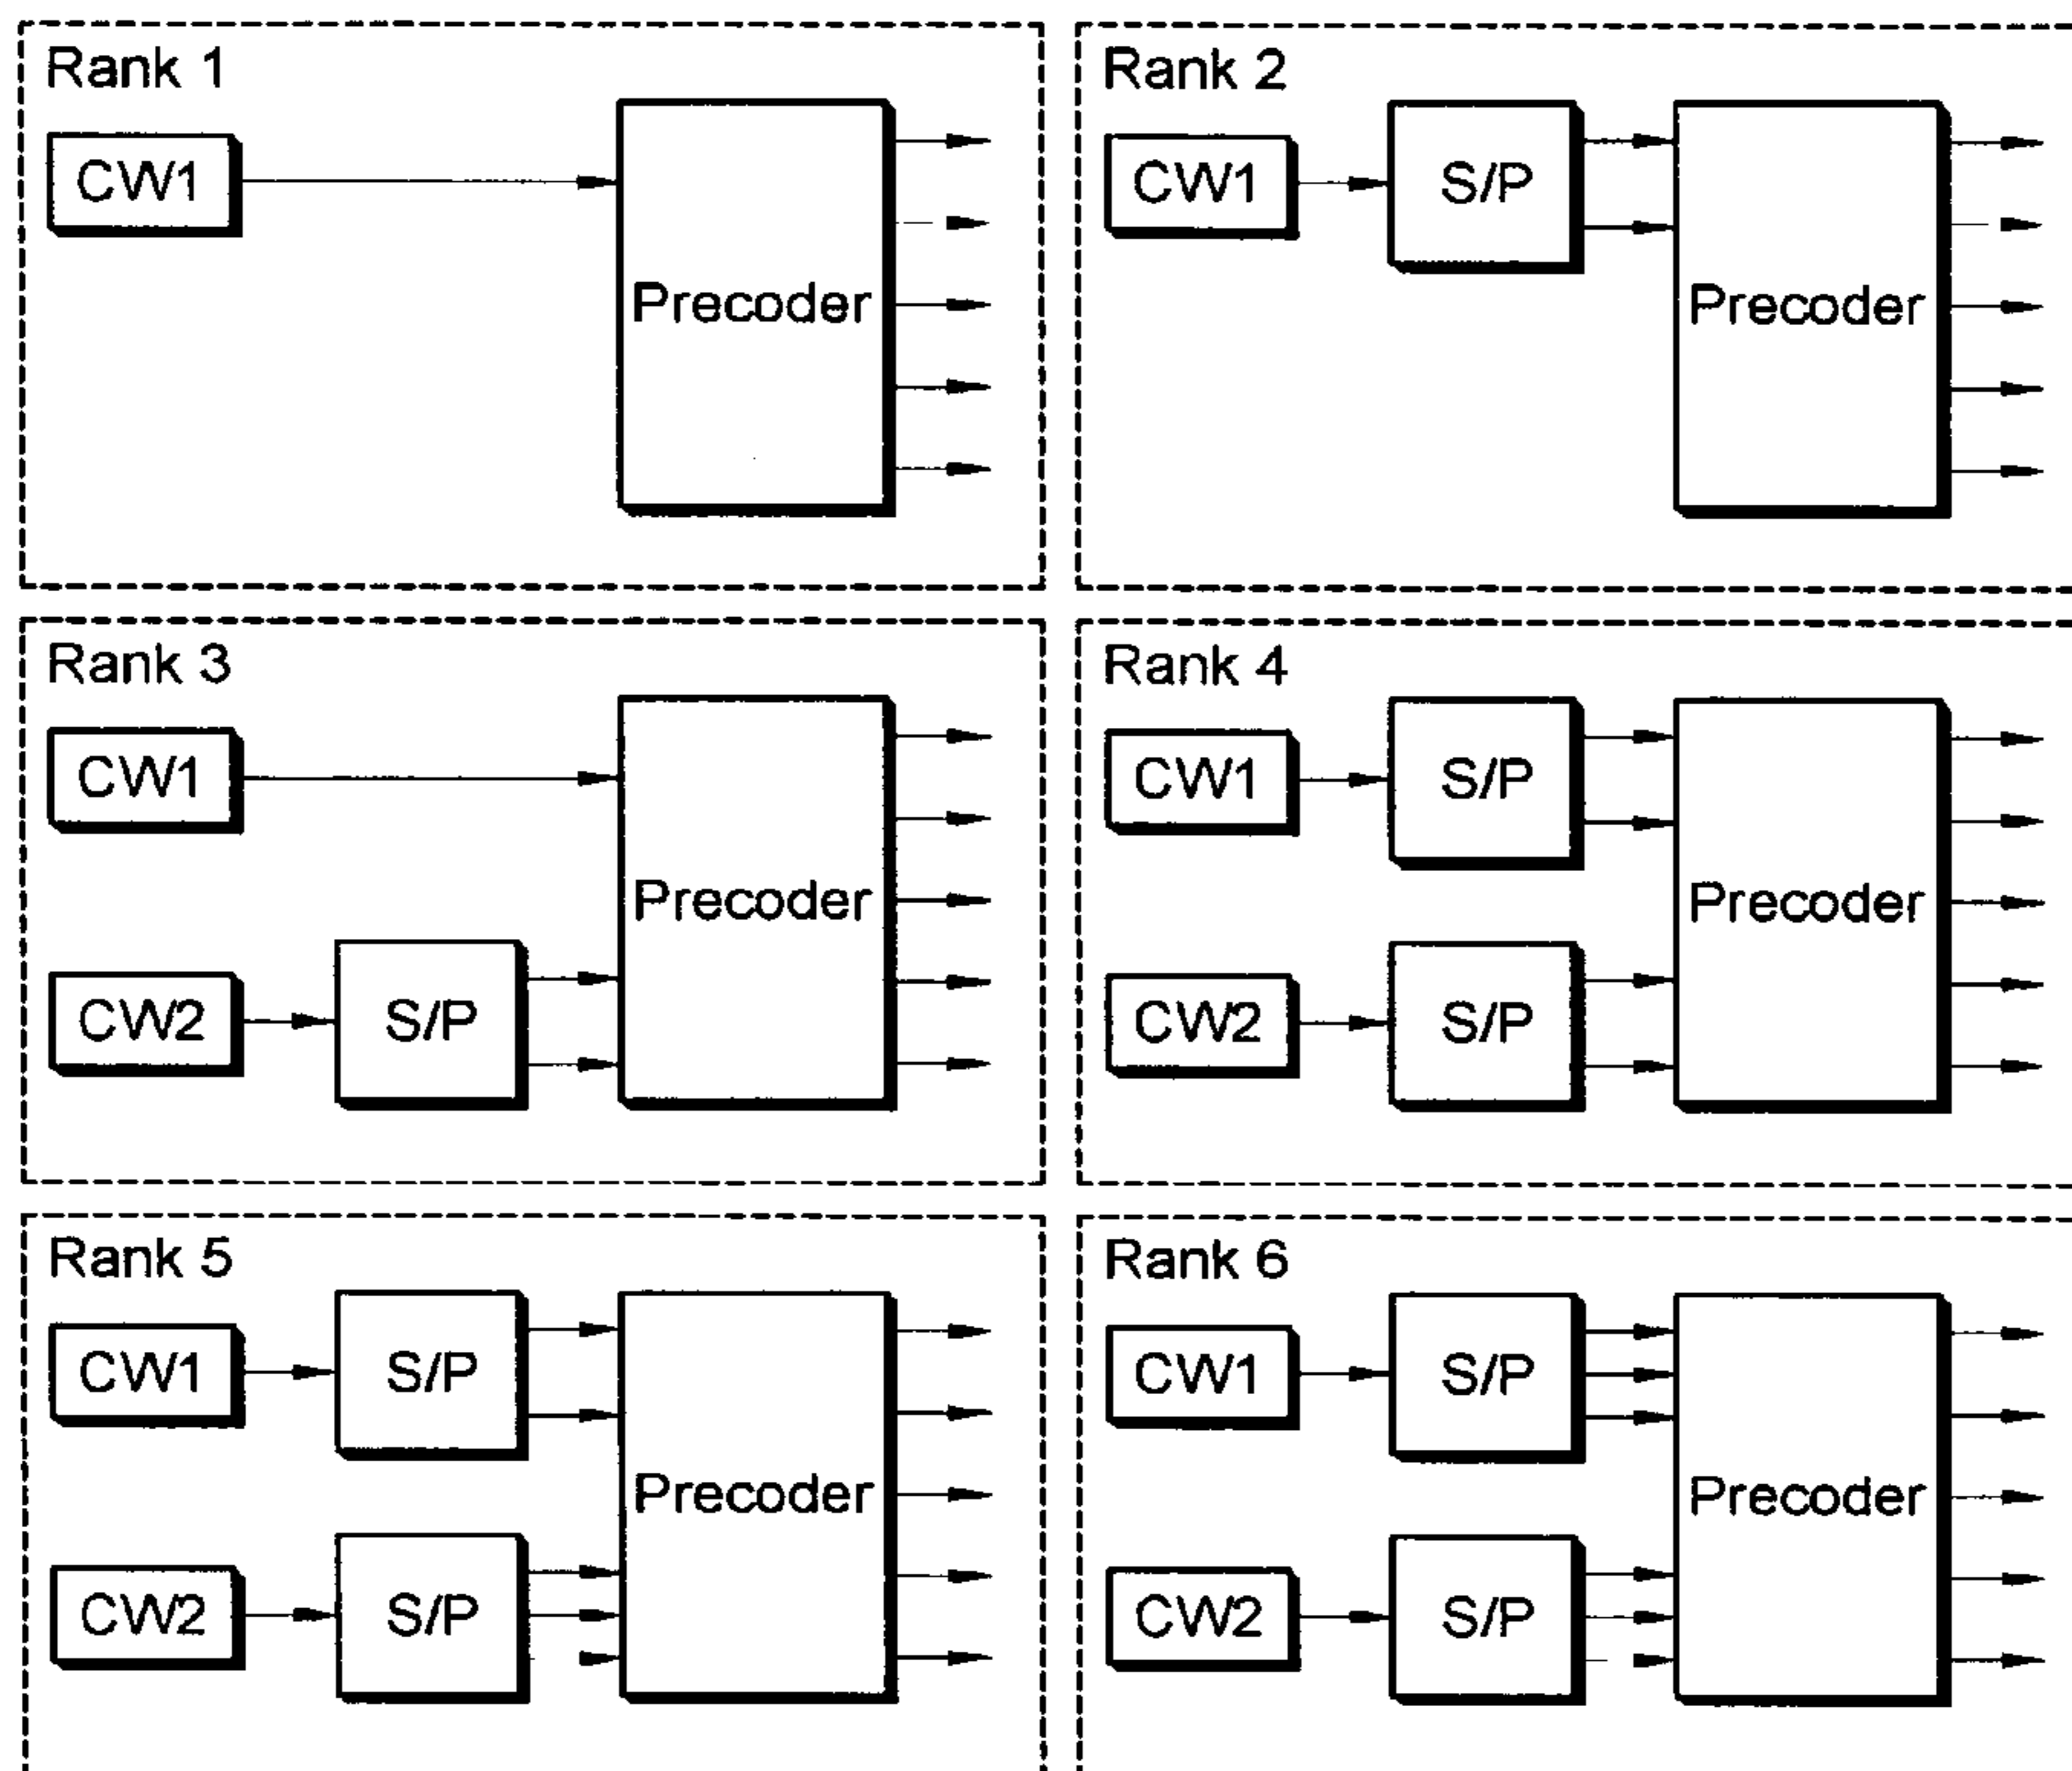 Rank 1
CW1
Precoder
Rank 2
CW1
S/P
Precoder
Rank 3
CW1
Precoder
CW2
S/P
Rank 4
CW1
S/P
Precoder
CW2
S/P
Rank 5
CW1
S/P
Precoder
CW2
S/P
Rank 6
CW1
S/P
Precoder
CW2
S/P